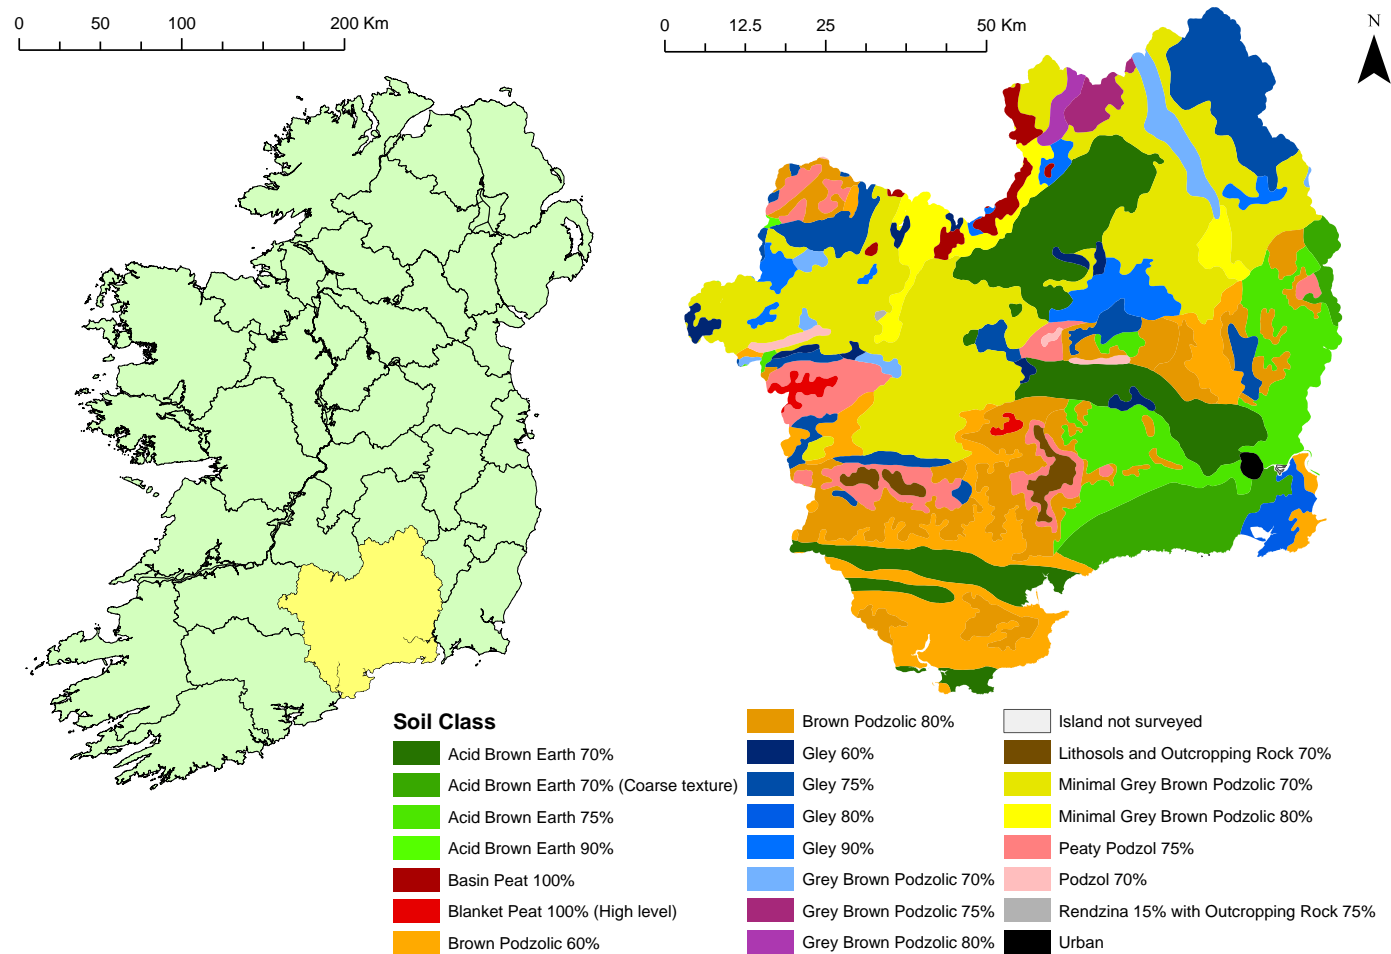 0 50 100 200 Km
0 12.5 25 50 Km
N
Soil Class
Acid Brown Earth 70%
Acid Brown Earth 70% (Coarse texture)
Acid Brown Earth 75%
Acid Brown Earth 90%
Basin Peat 100%
Blanket Peat 100% (High level)
Brown Podzolic 60%
Brown Podzolic 80%
Gley 60%
Gley 75%
Gley 80%
Gley 90%
Grey Brown Podzolic 70%
Grey Brown Podzolic 75%
Grey Brown Podzolic 80%
Island not surveyed
Lithosols and Outcropping Rock 70%
Minimal Grey Brown Podzolic 70%
Minimal Grey Brown Podzolic 80%
Peaty Podzol 75%
Podzol 70%
Rendzina 15% with Outcropping Rock 75%
Urban